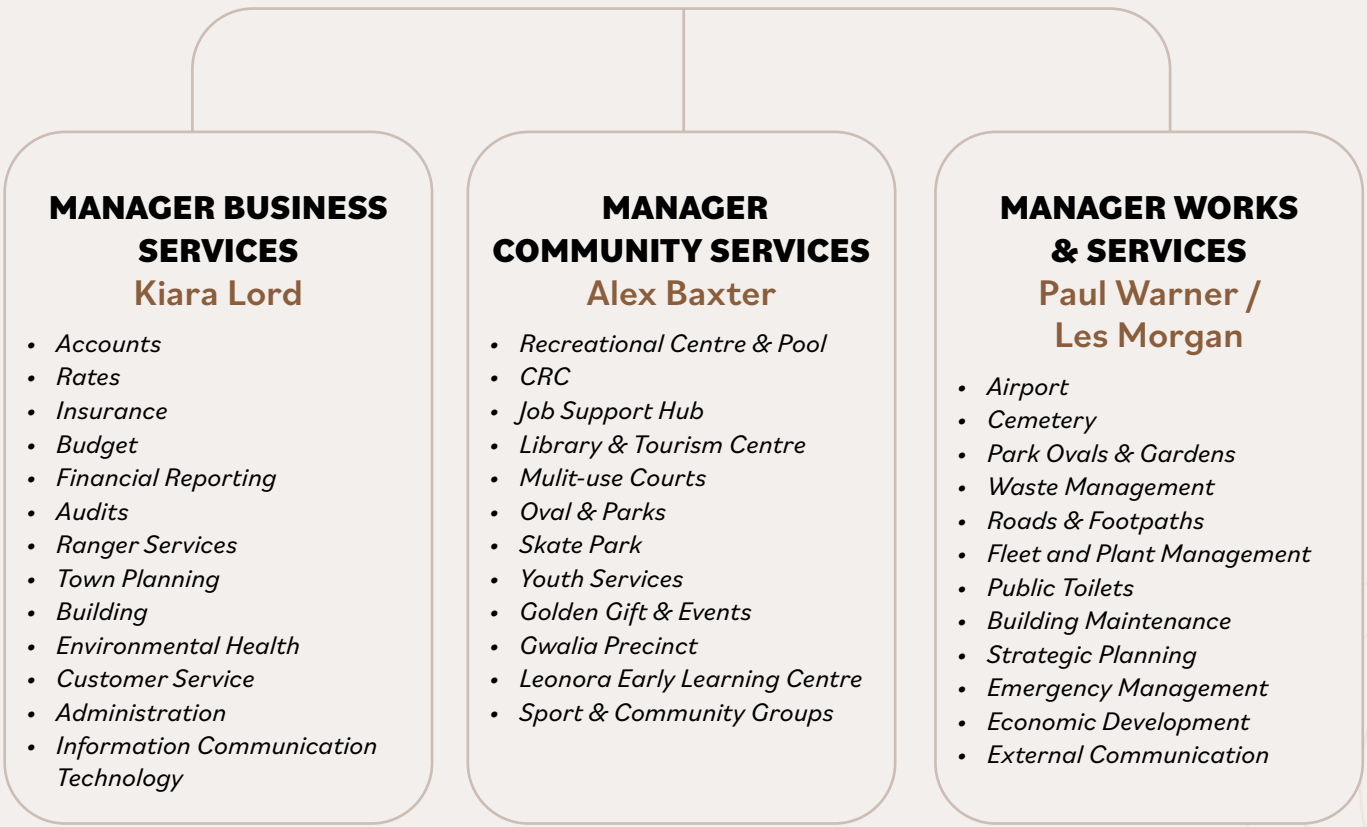 MANAGER BUSINESS
SERVICES
Kiara Lord
• Accounts
• Rates
• Insurance
• Budget
• Financial Reporting
• Audits
• Ranger Services
• Town Planning
• Building
• Environmental Health
• Customer Service
• Administration
• Information Communication
Technology
MANAGER
COMMUNITY SERVICES
Alex Baxter
• Recreational Centre & Pool
• CRC
• Job Support Hub
• Library & Tourism Centre
• Mulit-use Courts
• Oval & Parks
• Skate Park
• Youth Services
• Golden Gift & Events
• Gwalia Precinct
• Leonora Early Learning Centre
• Sport & Community Groups
MANAGER WORKS
& SERVICES
Paul Warner /
Les Morgan
• Airport
• Cemetery
• Park Ovals & Gardens
• Waste Management
• Roads & Footpaths
• Fleet and Plant Management
• Public Toilets
• Building Maintenance
• Strategic Planning
• Emergency Management
• Economic Development
• External Communication